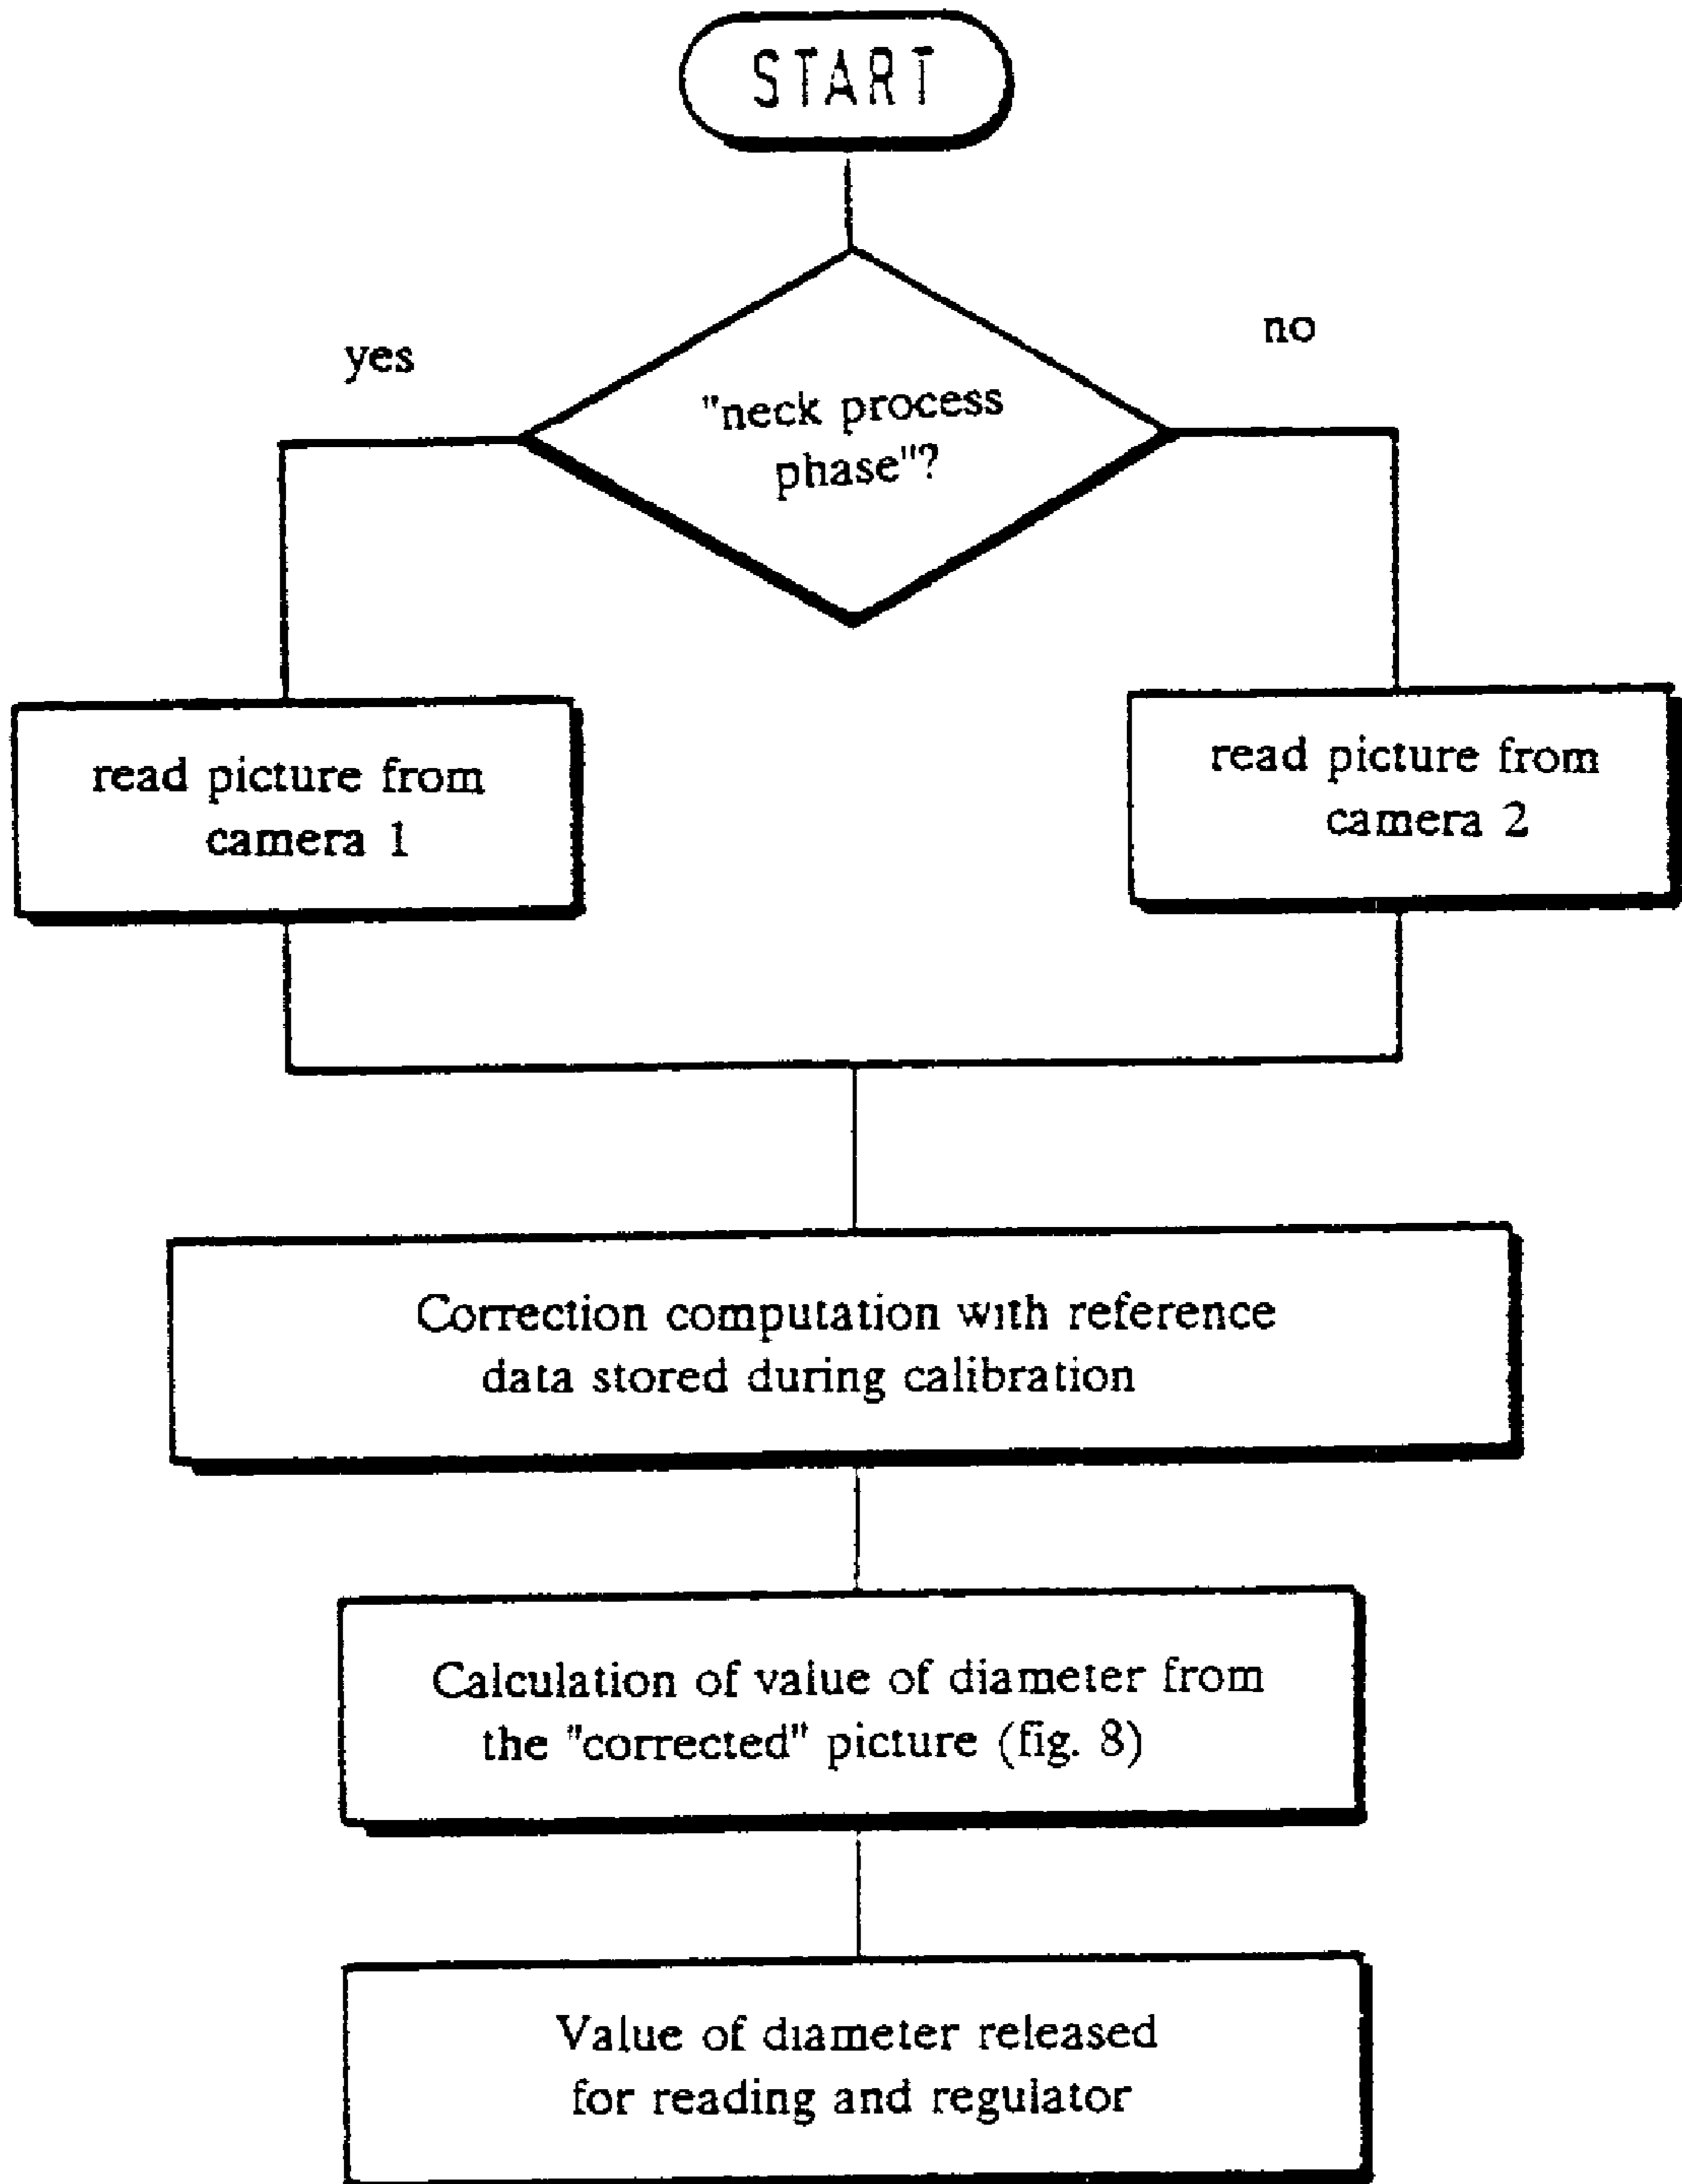 START
yes
no
"neck process
phase"?
read picture from
camera 1
read picture from
camera 2
Correction computation with reference
data stored during calibration
Calculation of value of diameter from
the "corrected" picture (fig. 8)
Value of diameter released
for reading and regulator